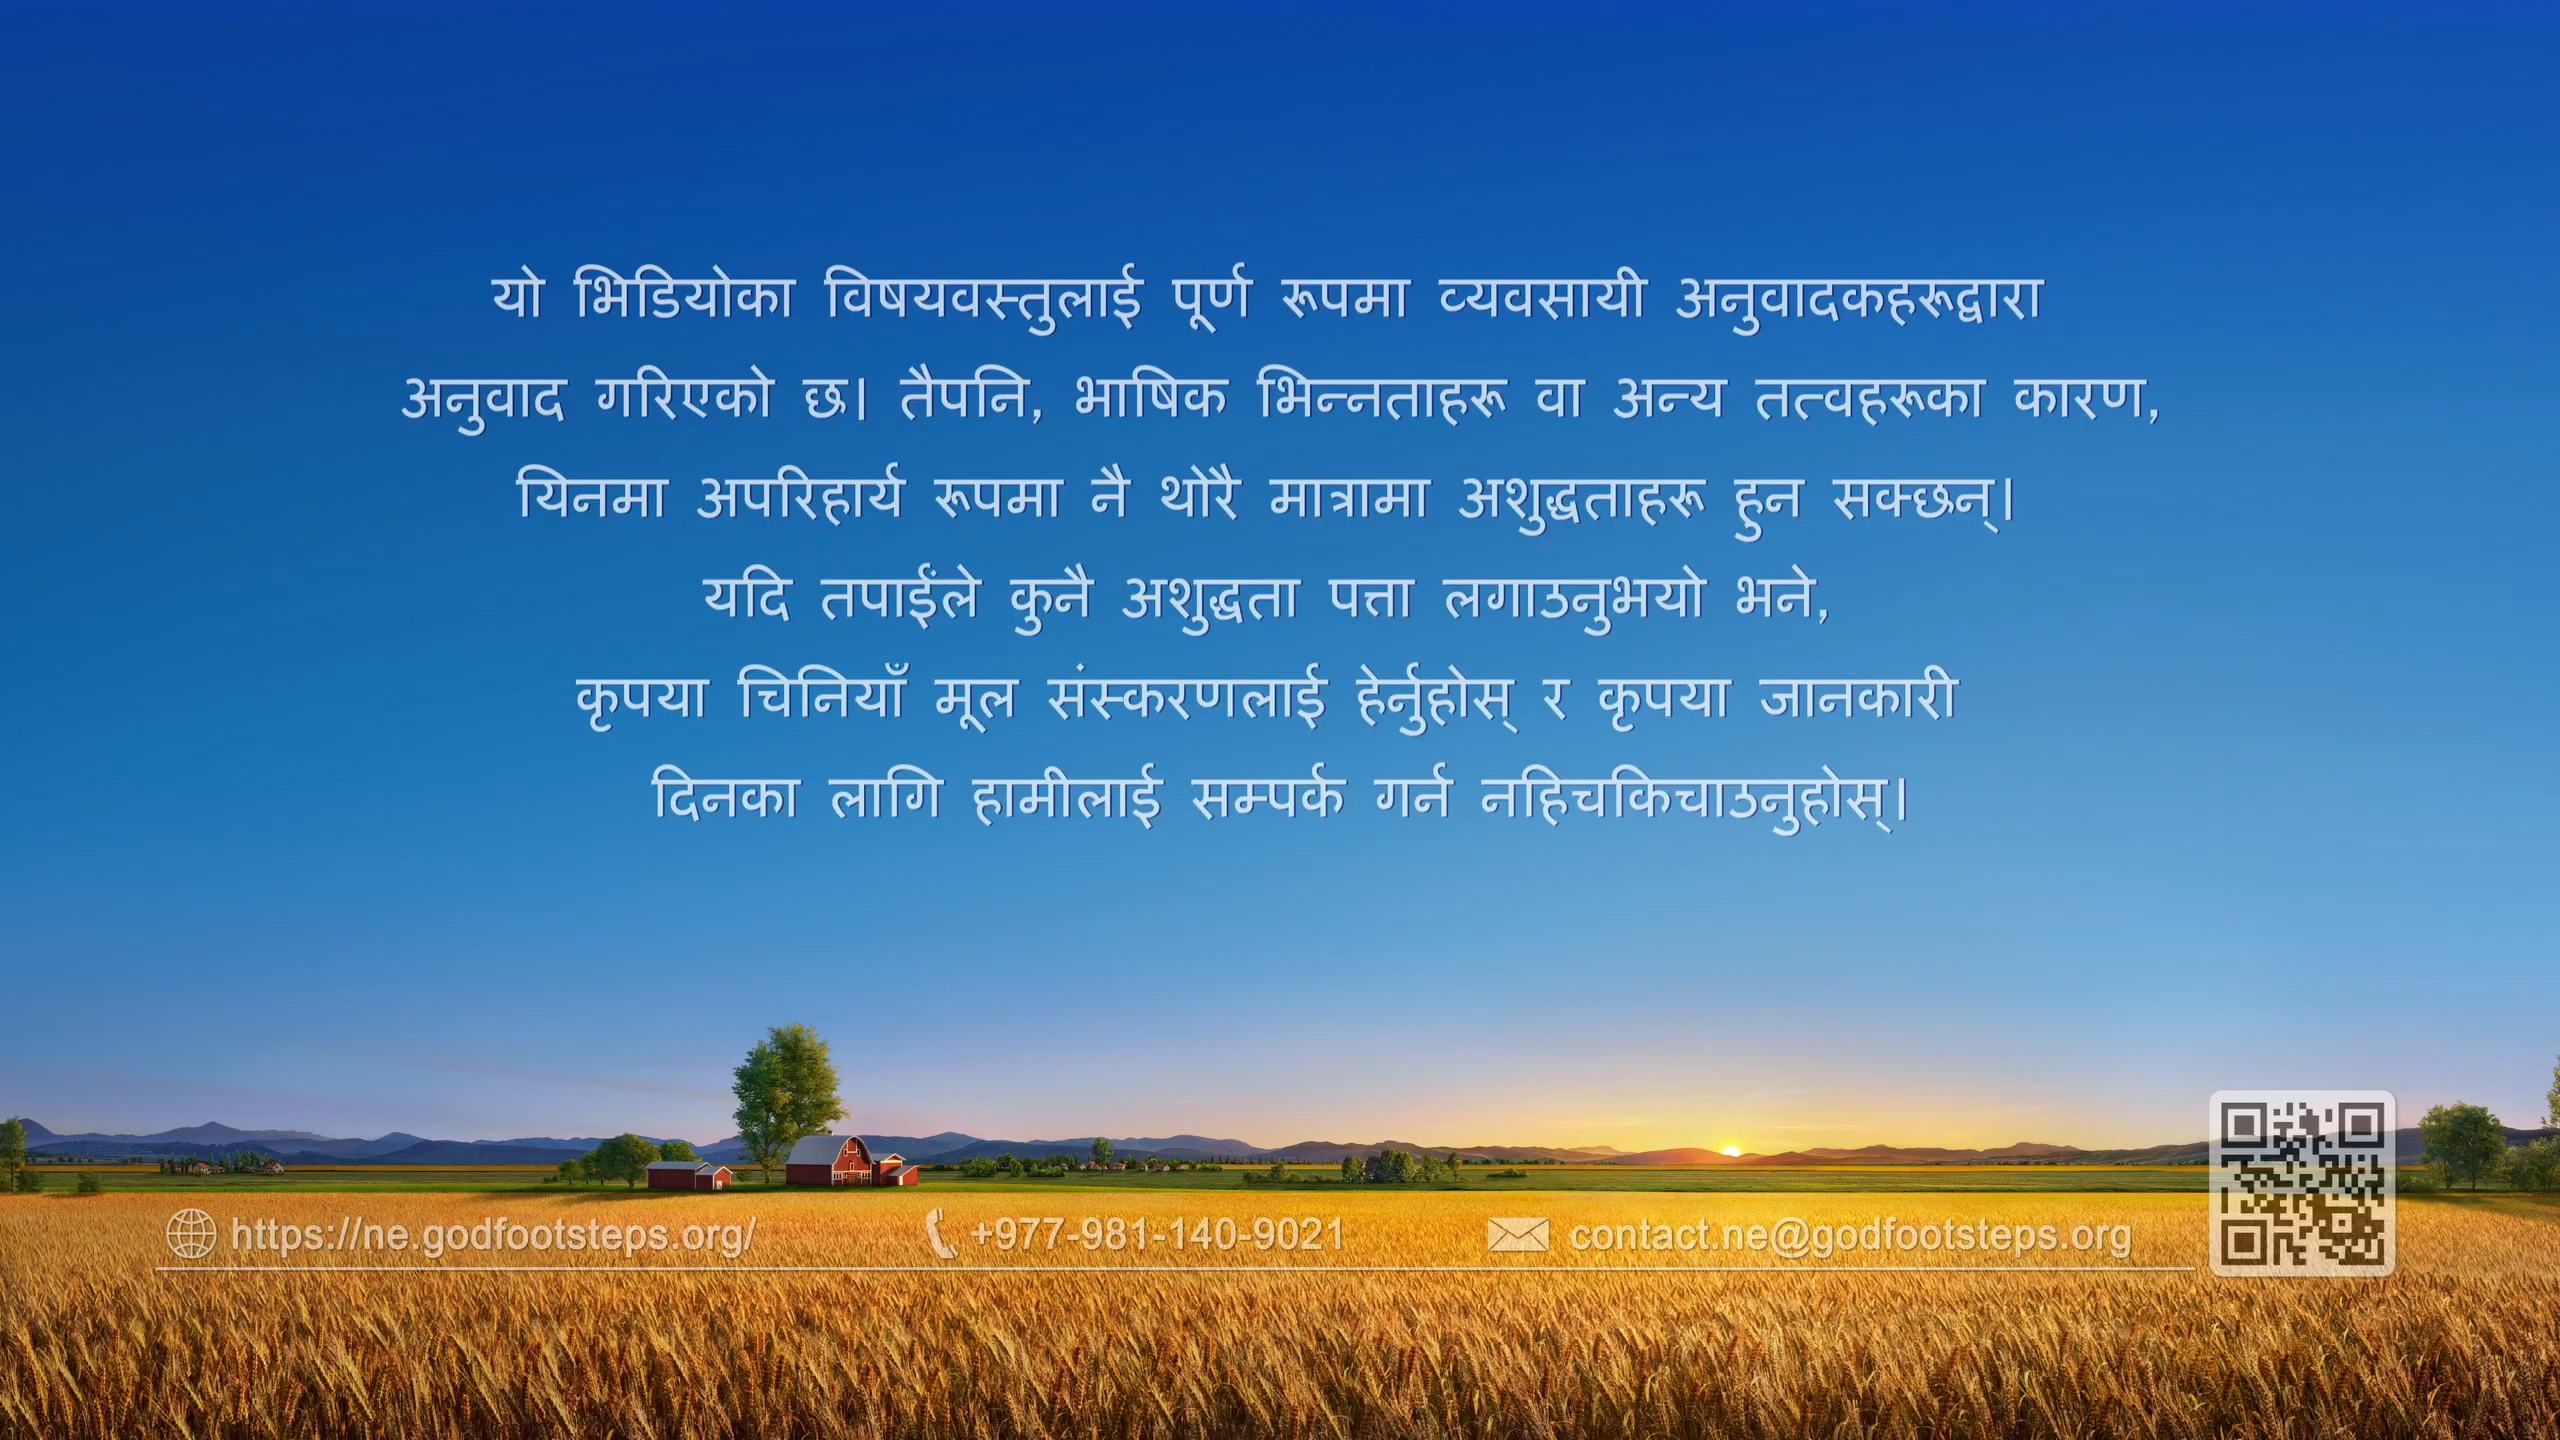 यो भिडियोका विषयवस्तुलाई पूर्ण रूपमा व्यवसायी अनुवादकहरूद्वारा
अनुवाद गरिएको छ। तैपनि, भाषिक भिन्नताहरू वा अन्य तत्वहरूका कारण,
यिनमा अपरिहार्य रूपमा नै थोरै मात्रामा अशुद्धताहरू हुन सक्छन्।
यदि तपाईंले कुनै अशुद्धता पत्ता लगाउनुभयो भने,
कृपया चिनियाँ मूल संस्करणलाई हेर्नुहोस् र कृपया जानकारी
दिनका लागि हामीलाई सम्पर्क गर्न नहिचकिचाउनुहोस्।
https://ne.godfootsteps.org/ +977-981-140-9021 contact.ne@godfootsteps.org